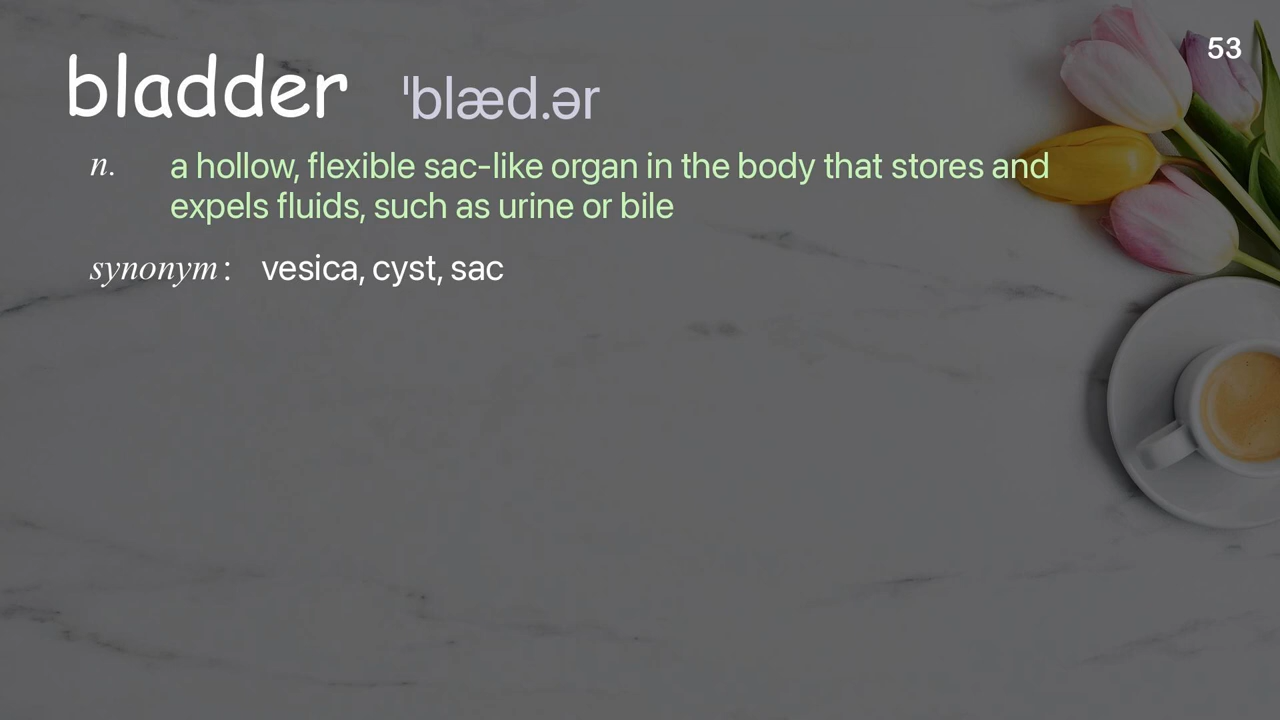 53
bladder ˈblæd.ər
n. a hollow, flexible sac-like organ in the body that stores and
expels fluids, such as urine or bile
synonym: vesica, cyst, sac